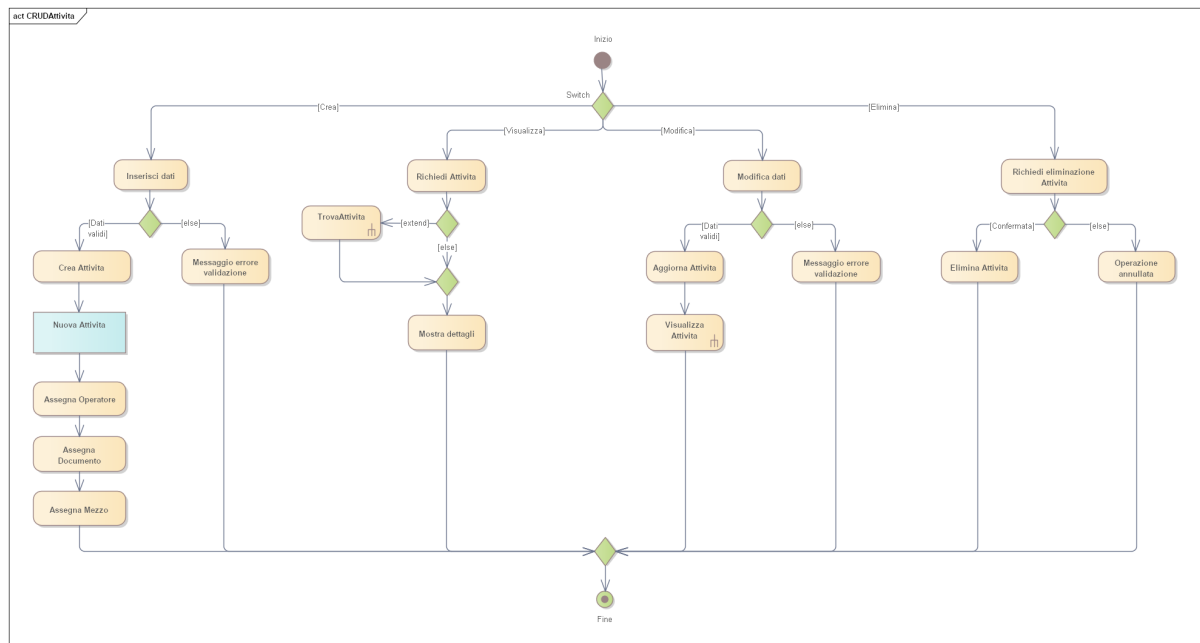 act CRUDAttivita
Inizio
Switch
[Crea]
[Elimina]
[Visualizza]
[Modifica]
Inserisci dati
Richiedi Attivita
Modifica dati
Richiedi eliminazione
Attivita
TrovaAttivita
[extend]
[Dati
validi]
[else]
[else]
[Dati
validi]
[else]
[Confermata]
[else]
Crea Attivita
Messaggio errore
validazione
Aggiorna Attivita
Messaggio errore
validazione
Elimina Attivita
Operazione
annullata
Nuova Attivita
Mostra dettagli
Visualizza
Attivita
Assegna Operatore
Assegna
Documento
Assegna Mezzo
Fine